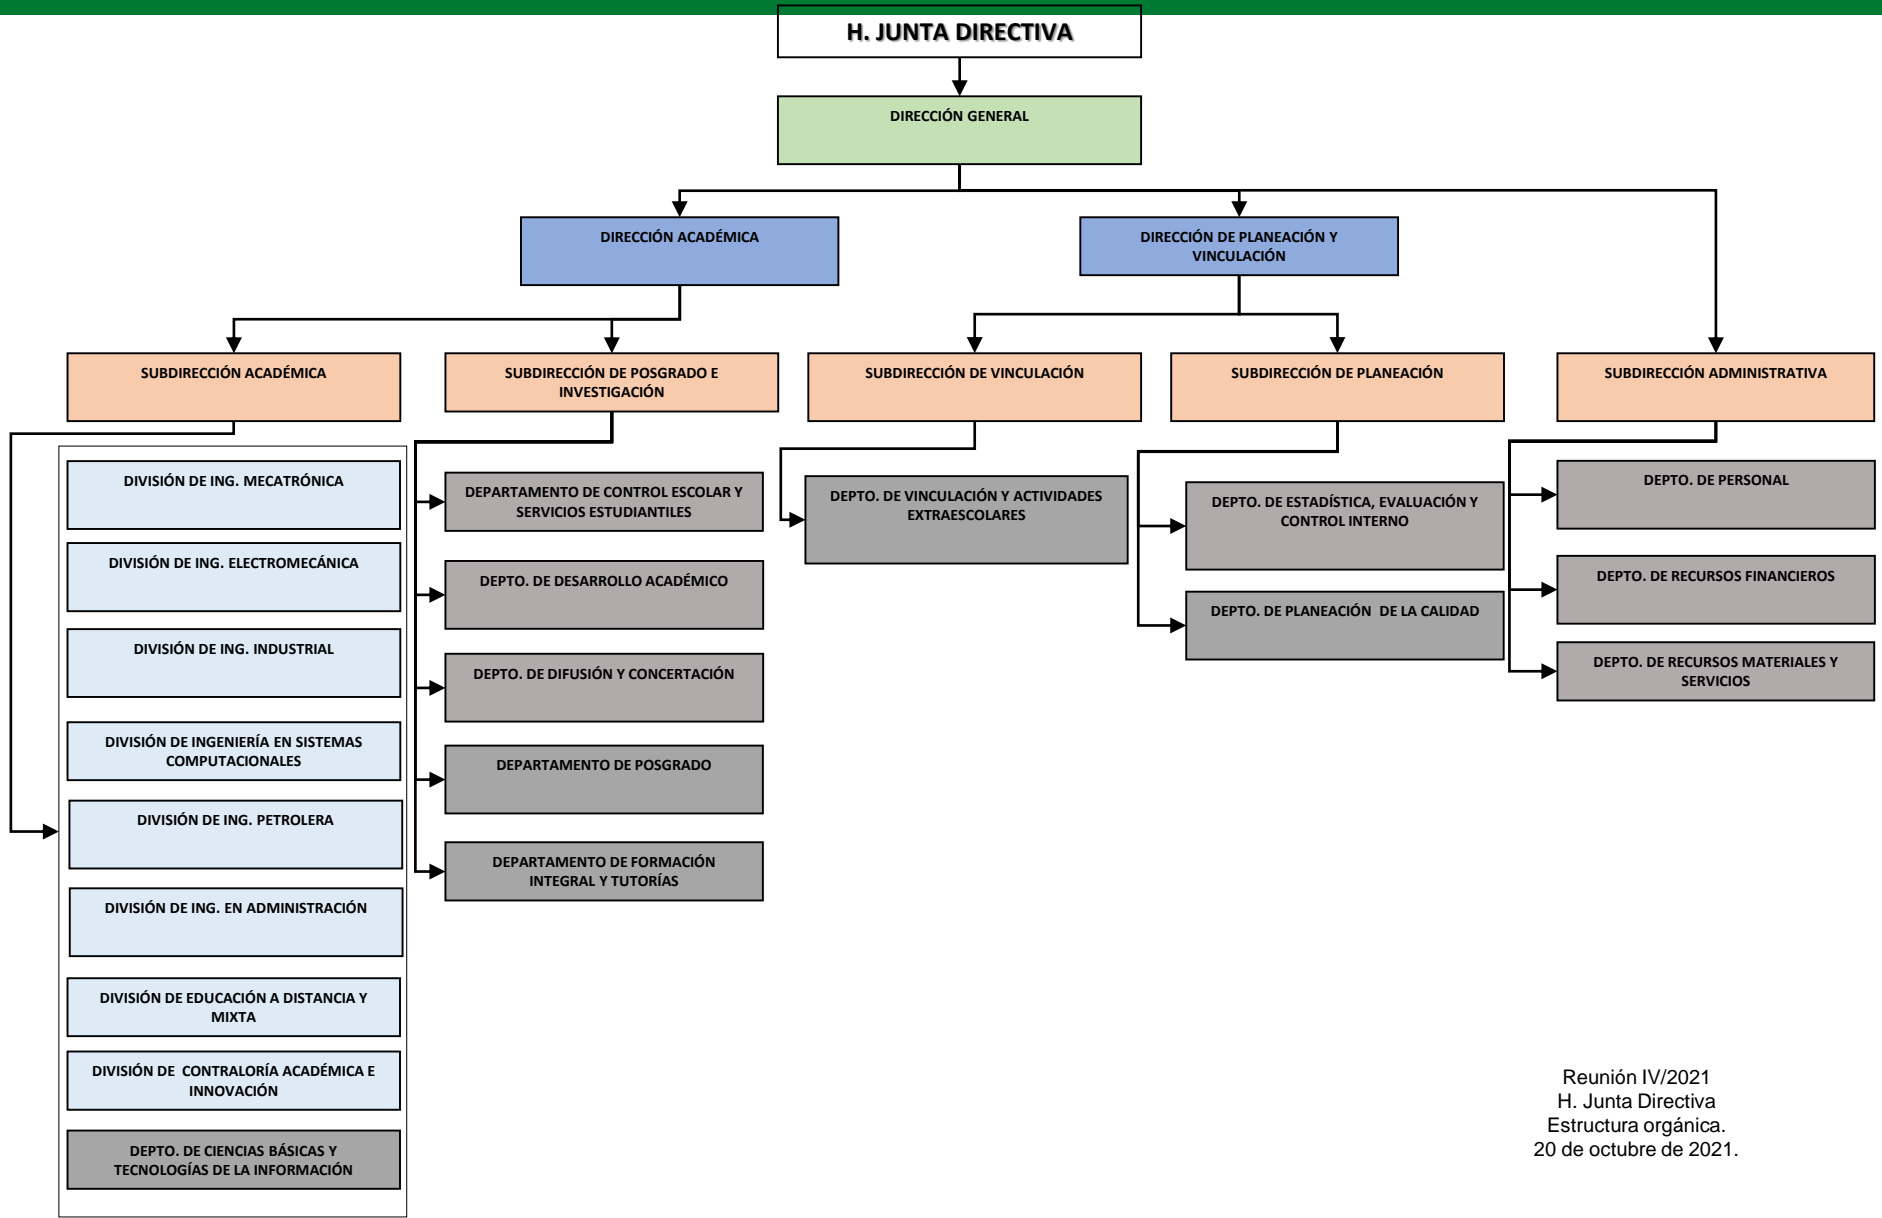 H. JUNTA DIRECTIVA
DIRECCIÓN GENERAL
DIRECCIÓN ACADÉMICA
DIRECCIÓN DE PLANEACIÓN Y
VINCULACIÓN
SUBDIRECCIÓN ACADÉMICA
SUBDIRECCIÓN DE POSGRADO E
INVESTIGACIÓN
SUBDIRECCIÓN DE VINCULACIÓN
SUBDIRECCIÓN DE PLANEACIÓN
SUBDIRECCIÓN ADMINISTRATIVA
DIVISIÓN DE ING. MECATRÓNICA
DIVISIÓN DE ING. ELECTROMECÁNICA
DIVISIÓN DE ING. INDUSTRIAL
DIVISIÓN DE INGENIERÍA EN SISTEMAS
COMPUTACIONALES
DIVISIÓN DE ING. PETROLERA
DIVISIÓN DE ING. EN ADMINISTRACIÓN
DIVISIÓN DE EDUCACIÓN A DISTANCIA Y
MIXTA
DIVISIÓN DE CONTRALORÍA ACADÉMICA E
INNOVACIÓN
DEPTO. DE CIENCIAS BÁSICAS Y
TECNOLOGÍAS DE LA INFORMACIÓN
DEPARTAMENTO DE CONTROL ESCOLAR Y
SERVICIOS ESTUDIANTILES
DEPTO. DE DESARROLLO ACADÉMICO
DEPTO. DE DIFUSIÓN Y CONCERTACIÓN
DEPARTAMENTO DE POSGRADO
DEPARTAMENTO DE FORMACIÓN
INTEGRAL Y TUTORÍAS
DEPTO. DE VINCULACIÓN Y ACTIVIDADES
EXTRAESCOLARES
DEPTO. DE ESTADÍSTICA, EVALUACIÓN Y
CONTROL INTERNO
DEPTO. DE PLANEACIÓN DE LA CALIDAD
DEPTO. DE PERSONAL
DEPTO. DE RECURSOS FINANCIEROS
DEPTO. DE RECURSOS MATERIALES Y
SERVICIOS
Reunión IV/2021
H. Junta Directiva
Estructura orgánica.
20 de octubre de 2021.